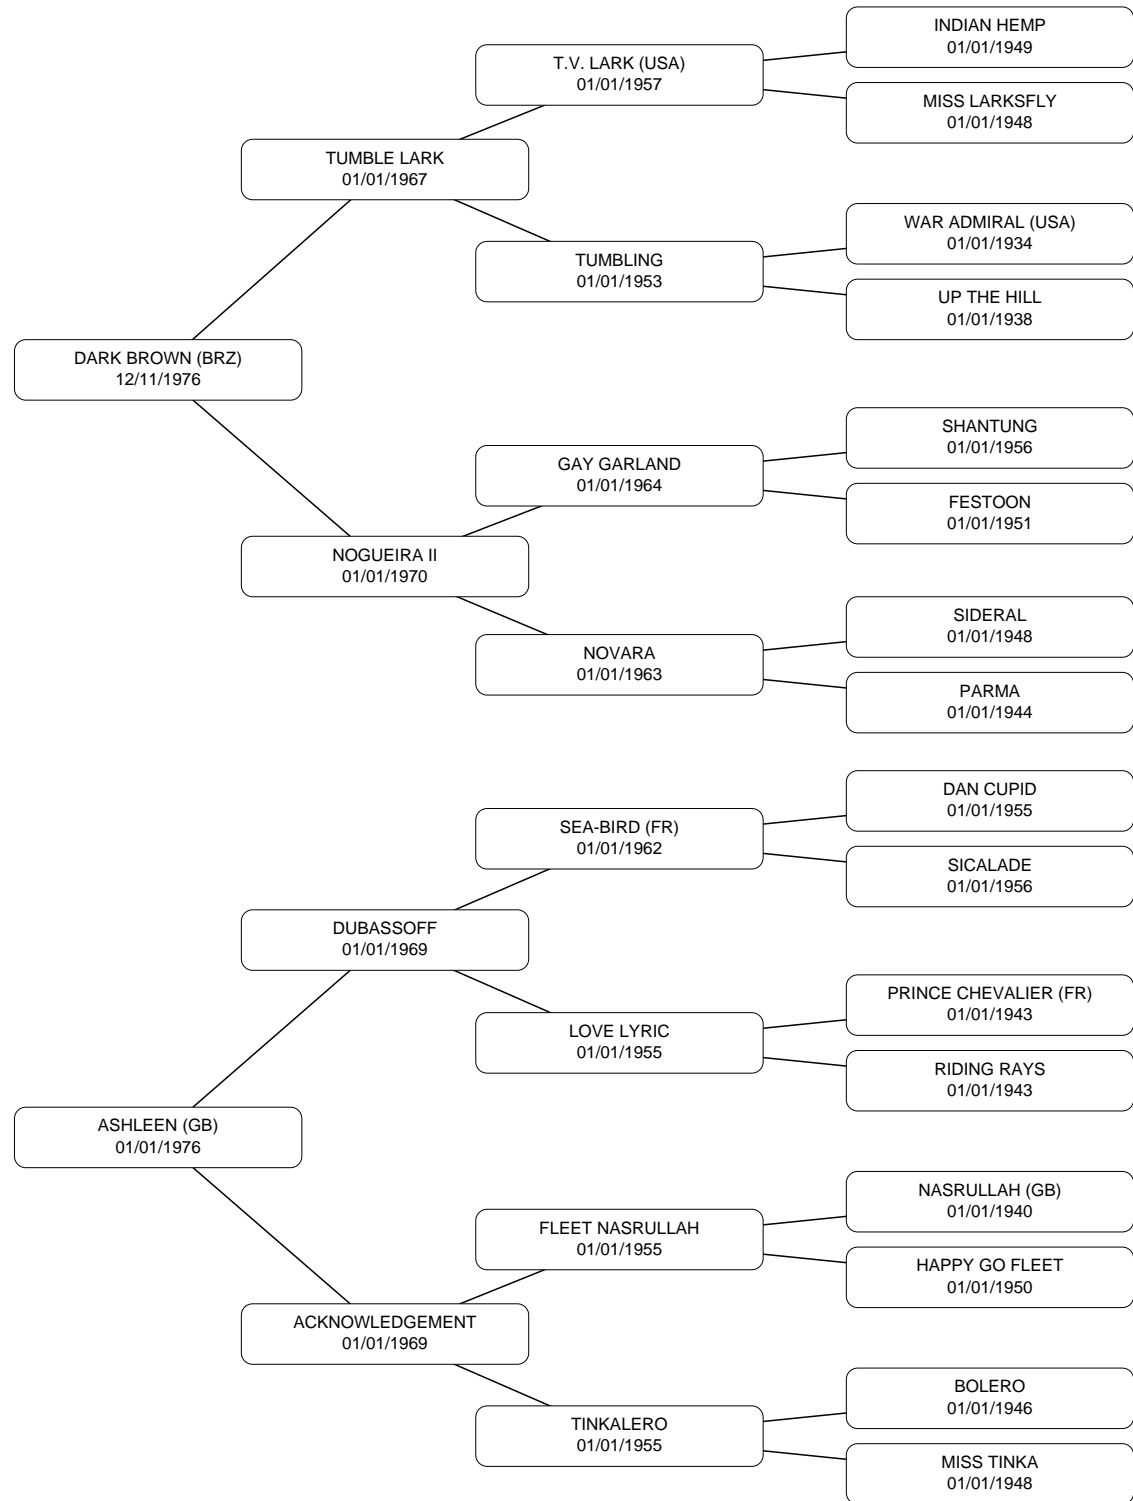 INDIAN HEMP
01/01/1949
T.V. LARK (USA)
01/01/1957
MISS LARKSFLY
01/01/1948
TUMBLE LARK
01/01/1967
WAR ADMIRAL (USA)
01/01/1934
TUMBLING
01/01/1953
UP THE HILL
01/01/1938
DARK BROWN (BRZ)
12/11/1976
SHANTUNG
01/01/1956
GAY GARLAND
01/01/1964
FESTOON
01/01/1951
NOGUEIRA II
01/01/1970
SIDERAL
01/01/1948
NOVARA
01/01/1963
PARMA
01/01/1944
DAN CUPID
01/01/1955
SEA-BIRD (FR)
01/01/1962
SICALADE
01/01/1956
DUBASSOFF
01/01/1969
PRINCE CHEVALIER (FR)
01/01/1943
LOVE LYRIC
01/01/1955
RIDING RAYS
01/01/1943
ASHLEEN (GB)
01/01/1976
NASRULLAH (GB)
01/01/1940
FLEET NASRULLAH
01/01/1955
HAPPY GO FLEET
01/01/1950
ACKNOWLEDGEMENT
01/01/1969
BOLERO
01/01/1946
TINKALERO
01/01/1955
MISS TINKA
01/01/1948